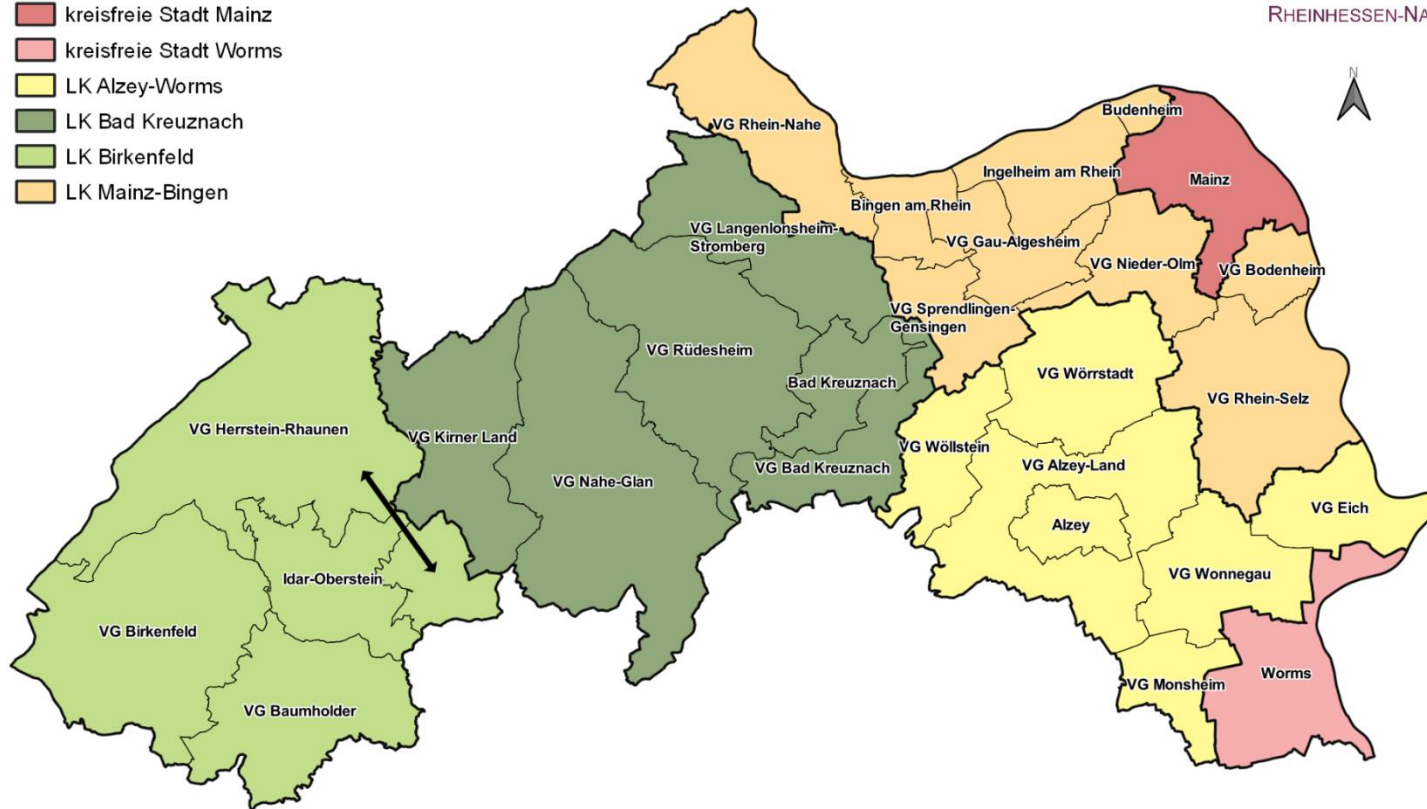 kreisfreie Stadt Mainz
kreisfreie Stadt Worms
LK Alzey-Worms
LK Bad Kreuznach
LK Birkenfeld
LK Mainz-Bingen
RHEINHESSEN-NA
N
Budenheim
VG Rhein-Nahe
Ingelheim am Rhein
Mainz
Bingen am Rhein
VG Langenlonsheim-
Stromberg
VG Gau-Algesheim
VG Nieder-Olm
VG Bodenheim
VG Sprendlingen-
Gensingen
VG Rüdesheim
VG Wörrstadt
Bad Kreuznach
VG Rhein-Selz
VG Herrstein-Rhaunen
VG Kirner Land
VG Wöllstein
VG Bad Kreuznach
VG Alzey-Land
VG Nahe-Glan
VG Eich
Alzey
Idar-Oberstein
VG Wonnegau
VG Birkenfeld
Worms
VG Monsheim
VG Baumholder